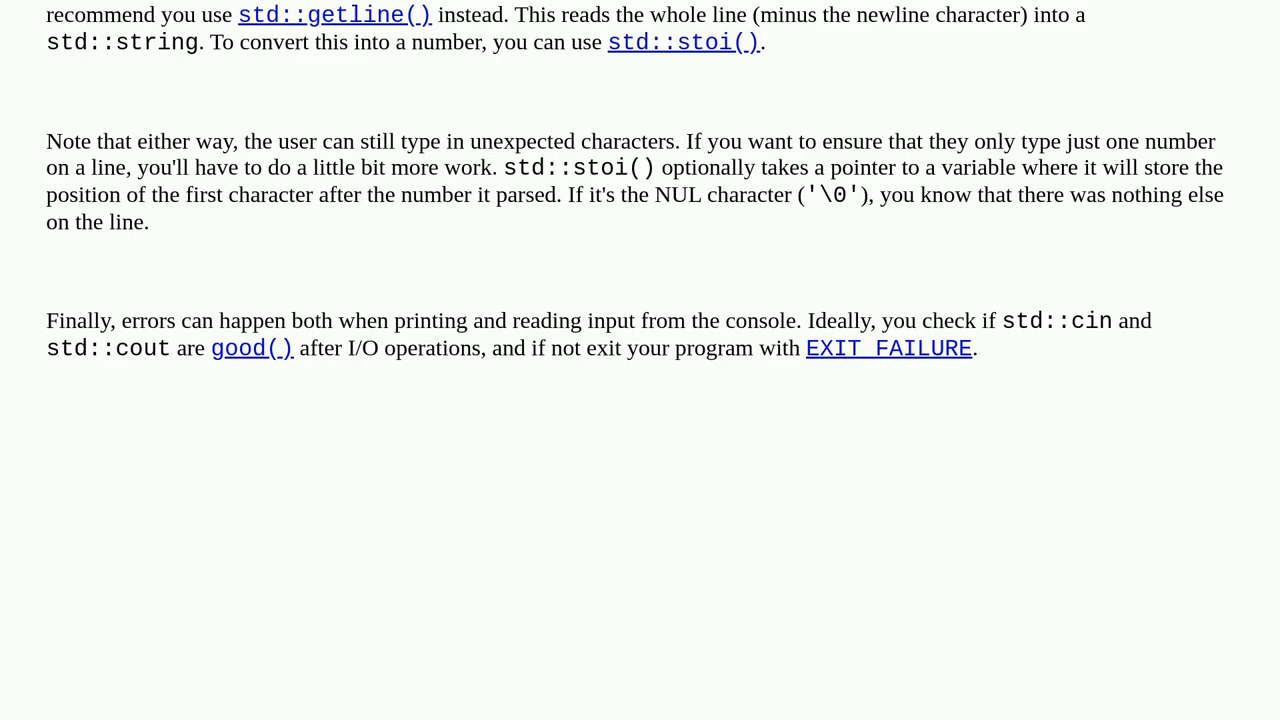 recommend you use std::getline() instead. This reads the whole line (minus the newline character) into a
std::string. To convert this into a number, you can use std::stoi().
Note that either way, the user can still type in unexpected characters. If you want to ensure that they only type just one number
on a line, you'll have to do a little bit more work. std::stoi() optionally takes a pointer to a variable where it will store the
position of the first character after the number it parsed. If it's the NUL character ('\0'), you know that there was nothing else
on the line.
Finally, errors can happen both when printing and reading input from the console. Ideally, you check if std::cin and
std::cout are good() after I/O operations, and if not exit your program with EXIT_FAILURE.